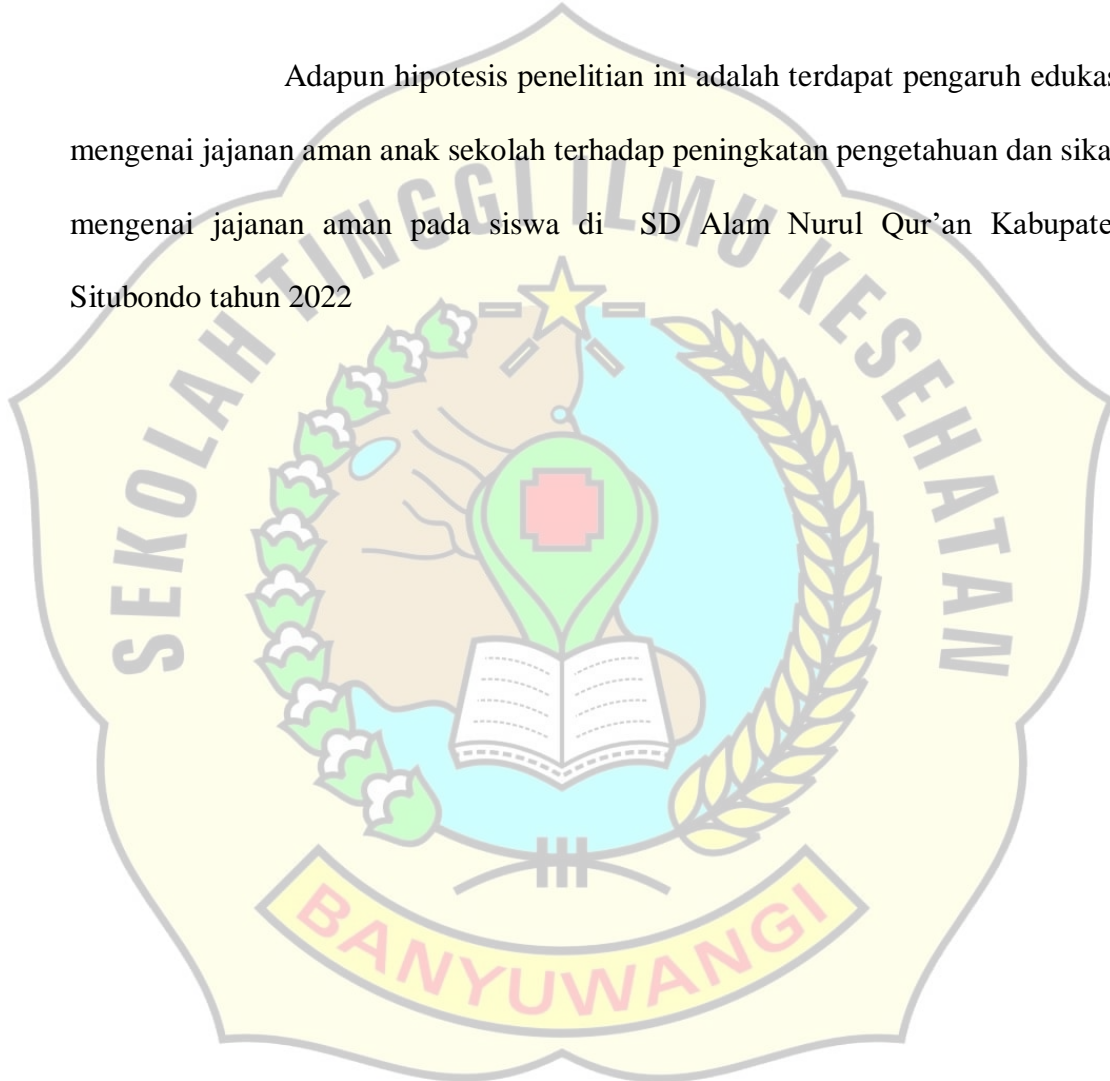 Adapun hipotesis penelitian ini adalah terdapat pengaruh edukas
mengenai jajanan aman anak sekolah terhadap peningkatan pengetahuan dan sika
mengenai jajanan aman pada siswa di SD Alam Nurul Qur’an Kabupate
Situbondo tahun 2022
SEKOLAH TINGGI ILMU KESEHATAN
BANYUWANGI